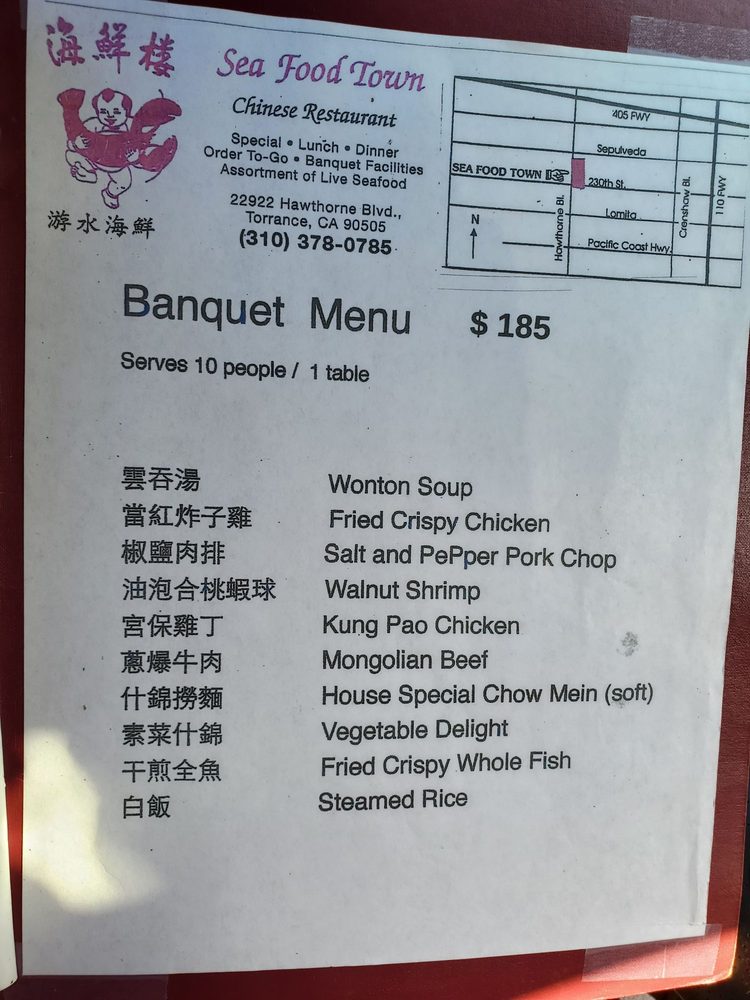 海鮮楼
游水海鮮
Sea Food Town
Chinese Restaurant
Special • Lunch • Dinner
Order To-Go • Banquet Facilities
Assortment of Live Seafood
22922 Hawthorne Blvd.,
Torrance, CA 90505
(310) 378-0785
405 FWY
Sepulveda
SEA FOOD TOWN
230th St.
Lomita
Pacific Coast Hwy.
Hawthorne Bl.
Crenshaw Bl.
110 FWY
N
Banquet Menu $ 185
Serves 10 people / 1 table
雲吞湯 Wonton Soup
當紅炸子雞 Fried Crispy Chicken
椒鹽肉排 Salt and PePper Pork Chop
油泡合桃蝦球 Walnut Shrimp
宮保雞丁 Kung Pao Chicken
蔥爆牛肉 Mongolian Beef
什錦撈麵 House Special Chow Mein (soft)
素菜什錦 Vegetable Delight
干煎全魚 Fried Crispy Whole Fish
白飯 Steamed Rice